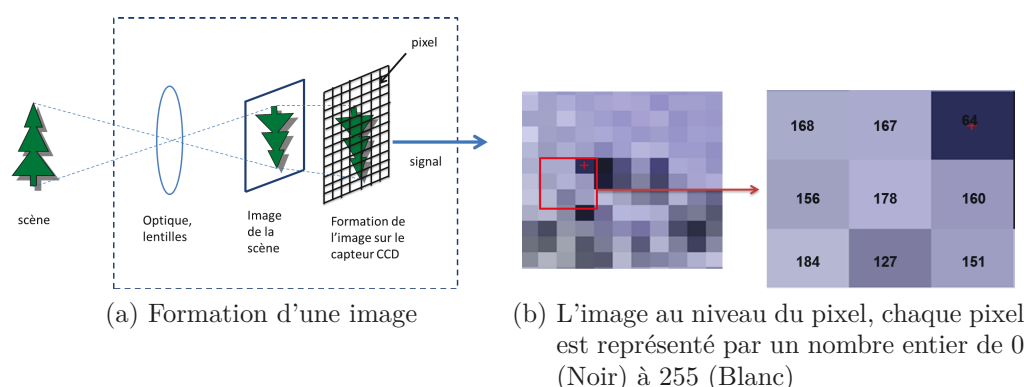 pixel
signal
scène
Optique,
lentilles
Image
de la
scène
Formation de
l'image sur le
capteur CCD
(a) Formation d'une image
168 167 64
156 178 160
184 127 151
(b) L'image au niveau du pixel, chaque pixel
est représenté par un nombre entier de 0
(Noir) à 255 (Blanc)